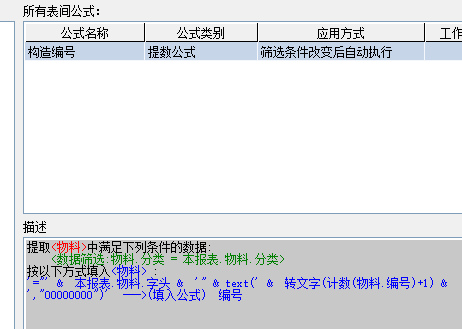 所有表间公式：
公式名称 公式类别 应用方式 工作
构造编号 提数公式 筛选条件改变后自动执行
描述
提取<物料>中满足下列条件的数据:
<数据筛选:物料.分类 = 本报表.物料.分类>
按以下方式填入<物料> :
'="' & 本报表.物料.字头 & '" & text(' & 转文字(计数(物料.编号)+1) &
',"00000000")' --->(填入公式) 编号